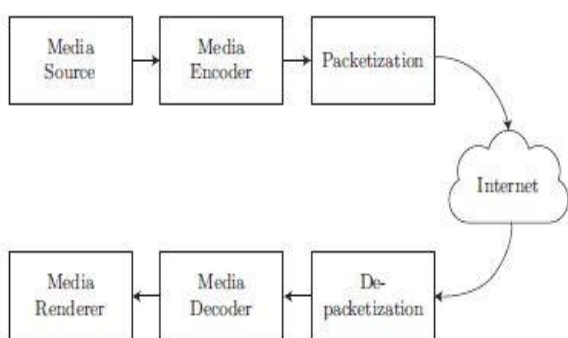 Media
Source
Media
Encoder
Packetization
Internet
De-
packetization
Media
Decoder
Media
Renderer